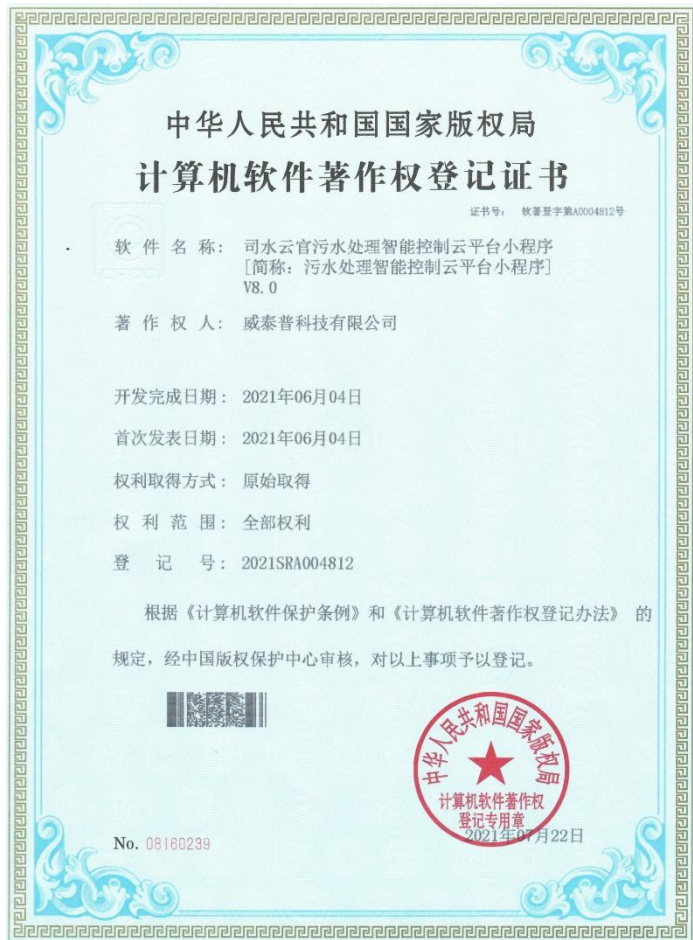 中华人民共和国国家版权局
计算机软件著作权登记证书
证书号： 软著登字第A0004812号
软件名称： 司水云官污水处理智能控制云平台小程序
[简称：污水处理智能控制云平台小程序]
V8.0
著作权人： 威泰普科技有限公司
开发完成日期： 2021年06月04日
首次发表日期： 2021年06月04日
权利取得方式： 原始取得
权利范围： 全部权利
登记号： 2021SRA004812
根据《计算机软件保护条例》和《计算机软件著作权登记办法》 的
规定，经中国版权保护中心审核，对以上事项予以登记。
中华人民共和国国家版权局
计算机软件著作权
登记专用章
No. 08160239
2021年07月22日